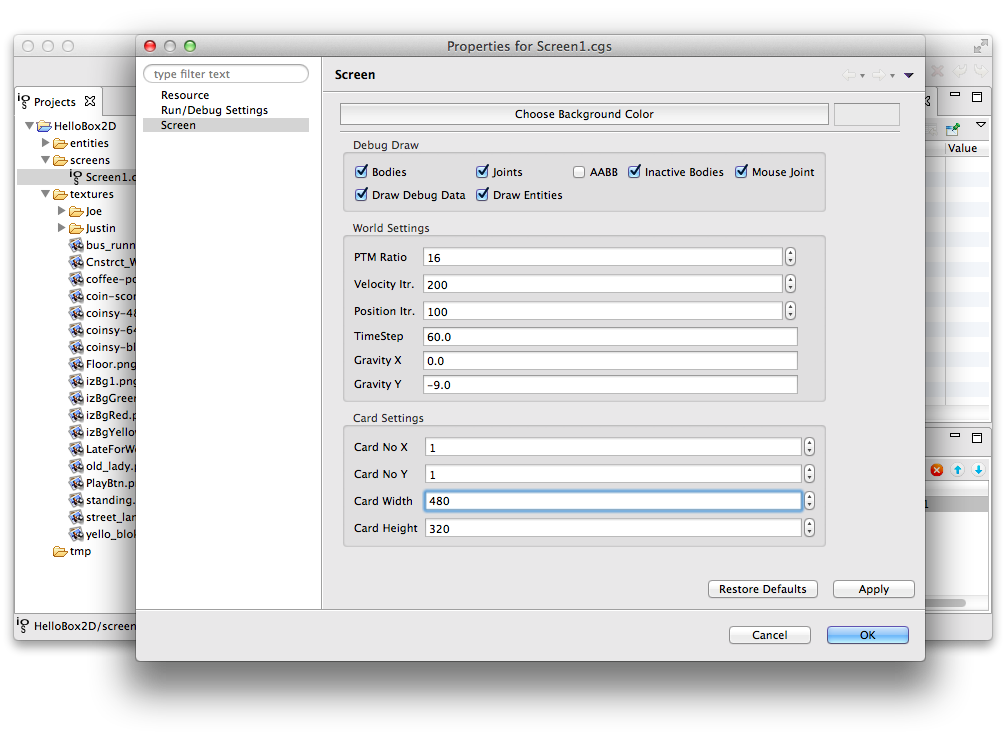 Properties for Screen1.cgs
type filter text
Resource
Run/Debug Settings
Screen
Screen
Choose Background Color
Debug Draw
Bodies Joints AABB Inactive Bodies Mouse Joint
Draw Debug Data Draw Entities
World Settings
PTM Ratio 16
Velocity Itr. 200
Position Itr. 100
TimeStep 60.0
Gravity X 0.0
Gravity Y -9.0
Card Settings
Card No X 1
Card No Y 1
Card Width 480
Card Height 320
Restore Defaults Apply
Cancel OK
Projects
HelloBox2D
entities
screens
Screen1.c
textures
Joe
Justin
bus_runn
Cnstrct_W
coffee-po
coin-scor
coinsy-48
coinsy-64
coinsy-bl
Floor.png
izBg1.png
izBgGreen
izBgRed.p
izBgYello
LateForWo
old_lady.p
PlayBtn.p
standing.
street_lan
yello_blok
tmp
HelloBox2D/screen
Value